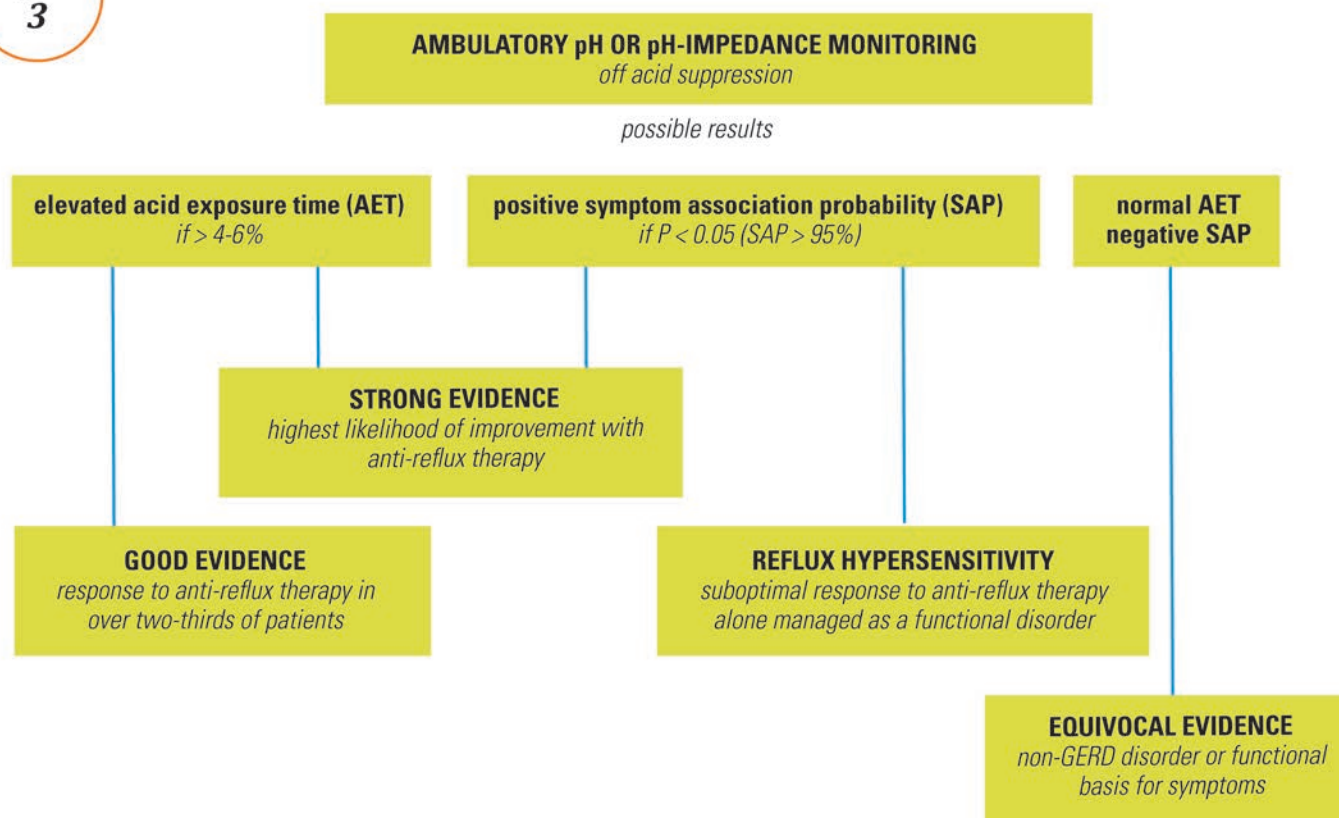 3
AMBULATORY pH OR pH-IMPEDANCE MONITORING
off acid suppression
possible results
elevated acid exposure time (AET)
if > 4-6%
positive symptom association probability (SAP)
if P < 0.05 (SAP > 95%)
normal AET
negative SAP
STRONG EVIDENCE
highest likelihood of improvement with
anti-reflux therapy
GOOD EVIDENCE
response to anti-reflux therapy in
over two-thirds of patients
REFLUX HYPERSENSITIVITY
suboptimal response to anti-reflux therapy
alone managed as a functional disorder
EQUIVOCAL EVIDENCE
non-GERD disorder or functional
basis for symptoms